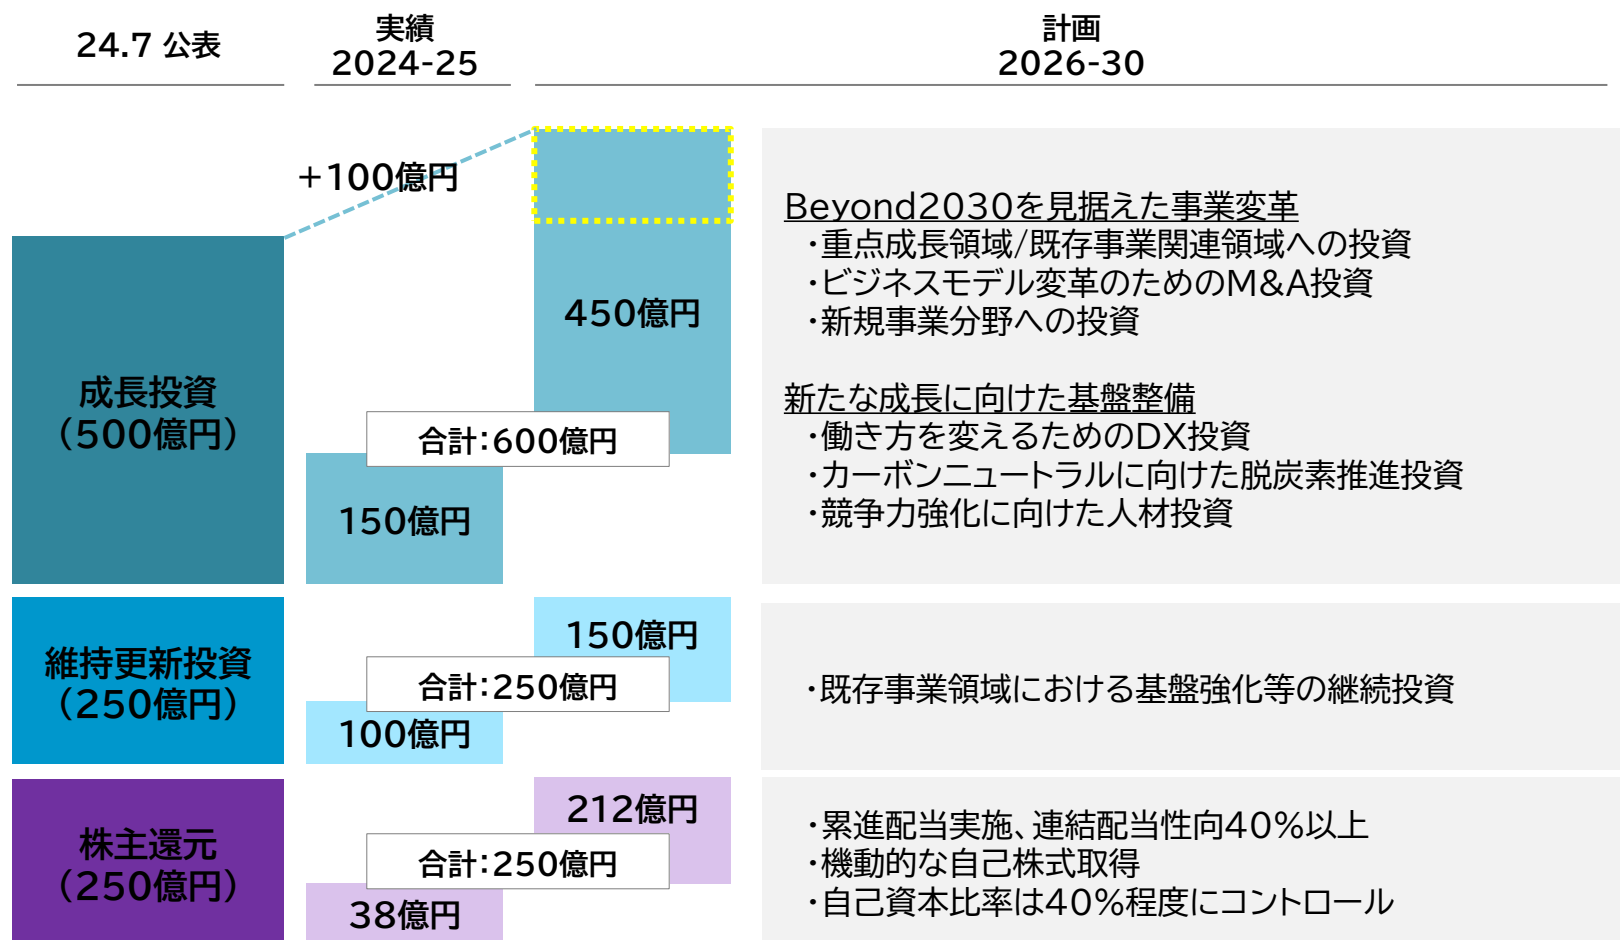 24.7 公表
実績
2024-25
計画
2026-30
+100億円
成長投資
(500億円)
450億円
合計:600億円
150億円
Beyond2030を見据えた事業変革
・重点成長領域/既存事業関連領域への投資
・ビジネスモデル変革のためのM&A投資
・新規事業分野への投資
新たな成長に向けた基盤整備
・働き方を変えるためのDX投資
・カーボンニュートラルに向けた脱炭素推進投資
・競争力強化に向けた人材投資
維持更新投資
(250億円)
150億円
合計:250億円
100億円
・既存事業領域における基盤強化等の継続投資
株主還元
(250億円)
212億円
合計:250億円
38億円
・累進配当実施、連結配当性向40%以上
・機動的な自己株式取得
・自己資本比率は40%程度にコントロール